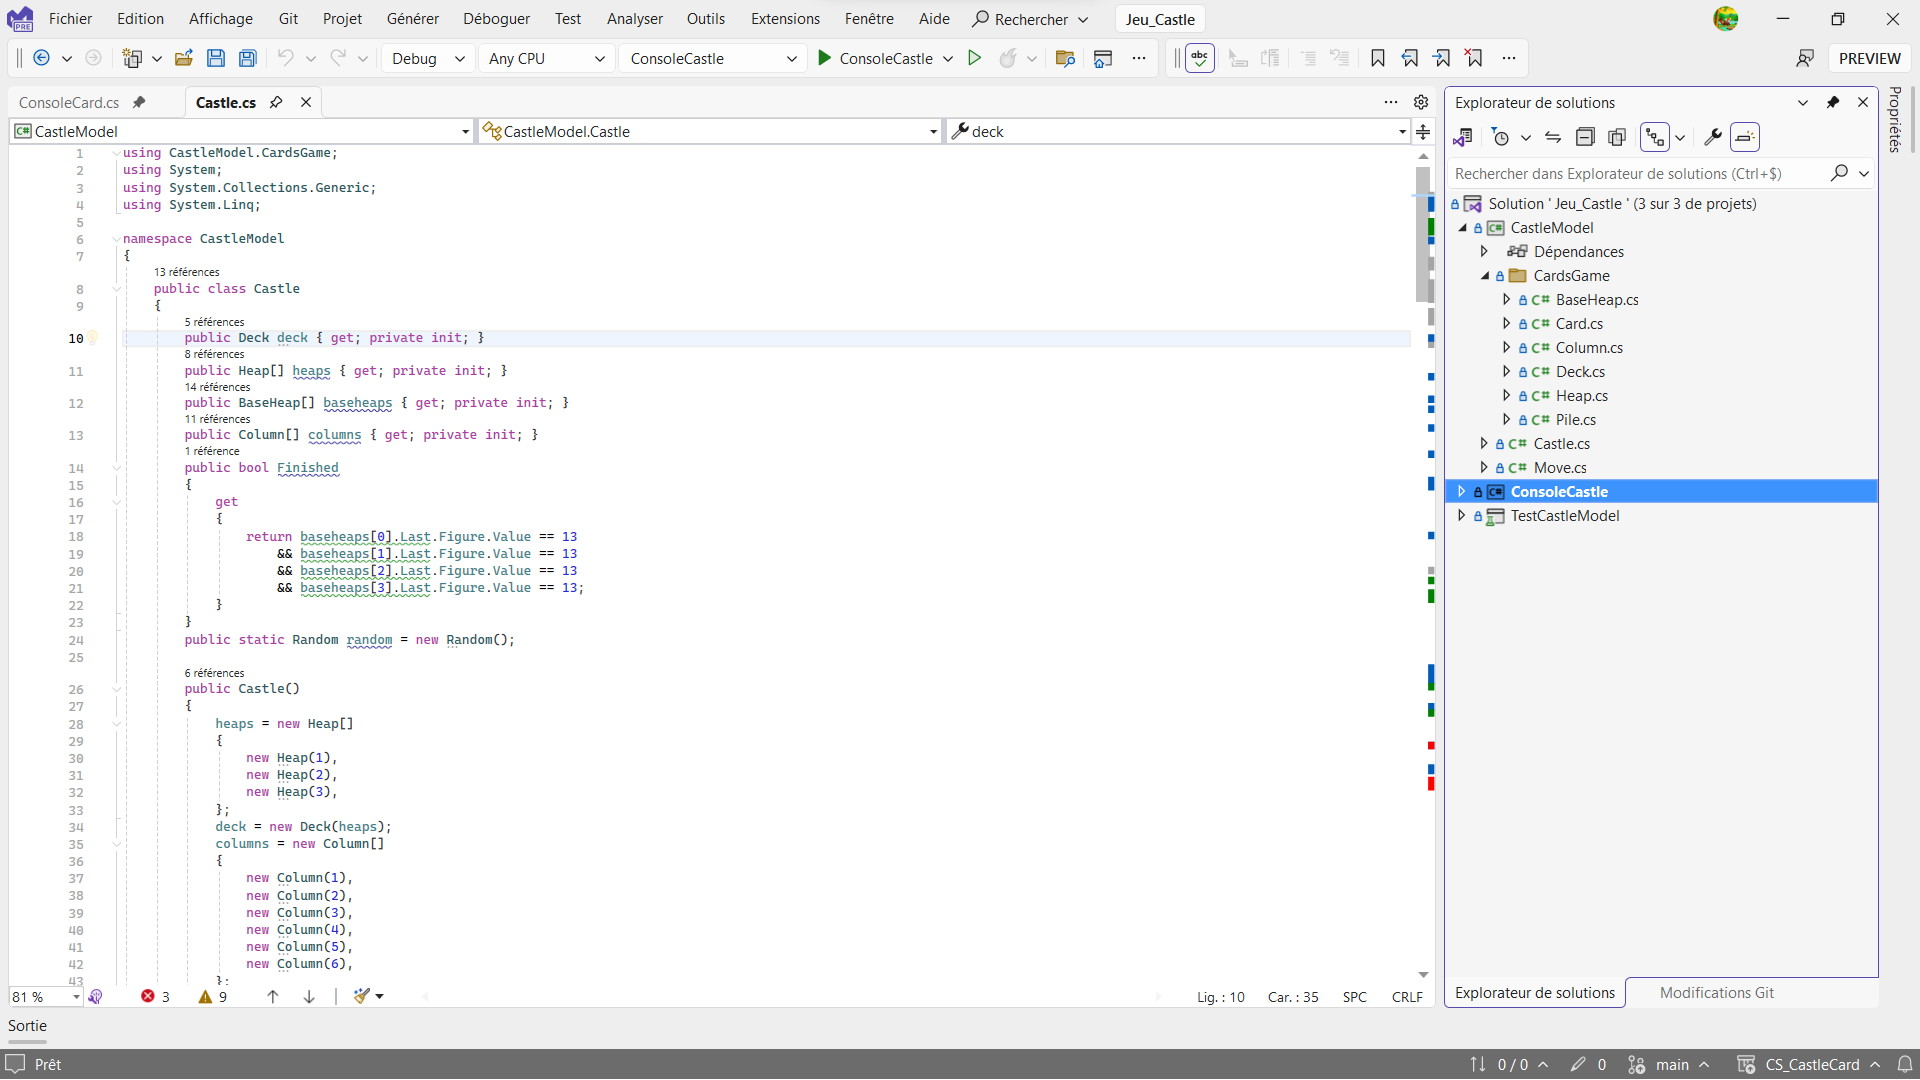 Fichier Edition Affichage Git Projet Générer Déboguer Test Analyser Outils Extensions Fenêtre Aide Rechercher Jeu_Castle
Debug Any CPU ConsoleCastle ConsoleCastle abc PREVIEW
ConsoleCard.cs Castle.cs
CastleModel CastleModel.Castle deck
1 using CastleModel.CardsGame;
2 using System;
3 using System.Collections.Generic;
4 using System.Linq;
5
6 namespace CastleModel
7 {
13 références
8 public class Castle
9 {
5 références
10 public Deck deck { get; private init; }
8 références
11 public Heap[] heaps { get; private init; }
14 références
12 public BaseHeap[] baseheaps { get; private init; }
11 références
13 public Column[] columns { get; private init; }
1 référence
14 public bool Finished
15 {
16 get
17 {
18 return baseheaps[0].Last.Figure.Value == 13
19 && baseheaps[1].Last.Figure.Value == 13
20 && baseheaps[2].Last.Figure.Value == 13
21 && baseheaps[3].Last.Figure.Value == 13;
22 }
23 }
24 public static Random random = new Random();
25
6 références
26 public Castle()
27 {
28 heaps = new Heap[]
29 {
30 new Heap(1),
31 new Heap(2),
32 new Heap(3),
33 };
34 deck = new Deck(heaps);
35 columns = new Column[]
36 {
37 new Column(1),
38 new Column(2),
39 new Column(3),
40 new Column(4),
41 new Column(5),
42 new Column(6),
43 };
81 % 3 9 Lig. : 10 Car. : 35 SPC CRLF
Explorateur de solutions
Rechercher dans Explorateur de solutions (Ctrl+$)
Solution ' Jeu_Castle ' (3 sur 3 de projets)
CastleModel
Dépendances
CardsGame
C# BaseHeap.cs
C# Card.cs
C# Column.cs
C# Deck.cs
C# Heap.cs
C# Pile.cs
C# Castle.cs
C# Move.cs
ConsoleCastle
TestCastleModel
Explorateur de solutions Modifications Git
Propriétés
Sortie
Prêt 0 / 0 0 main CS_CastleCard